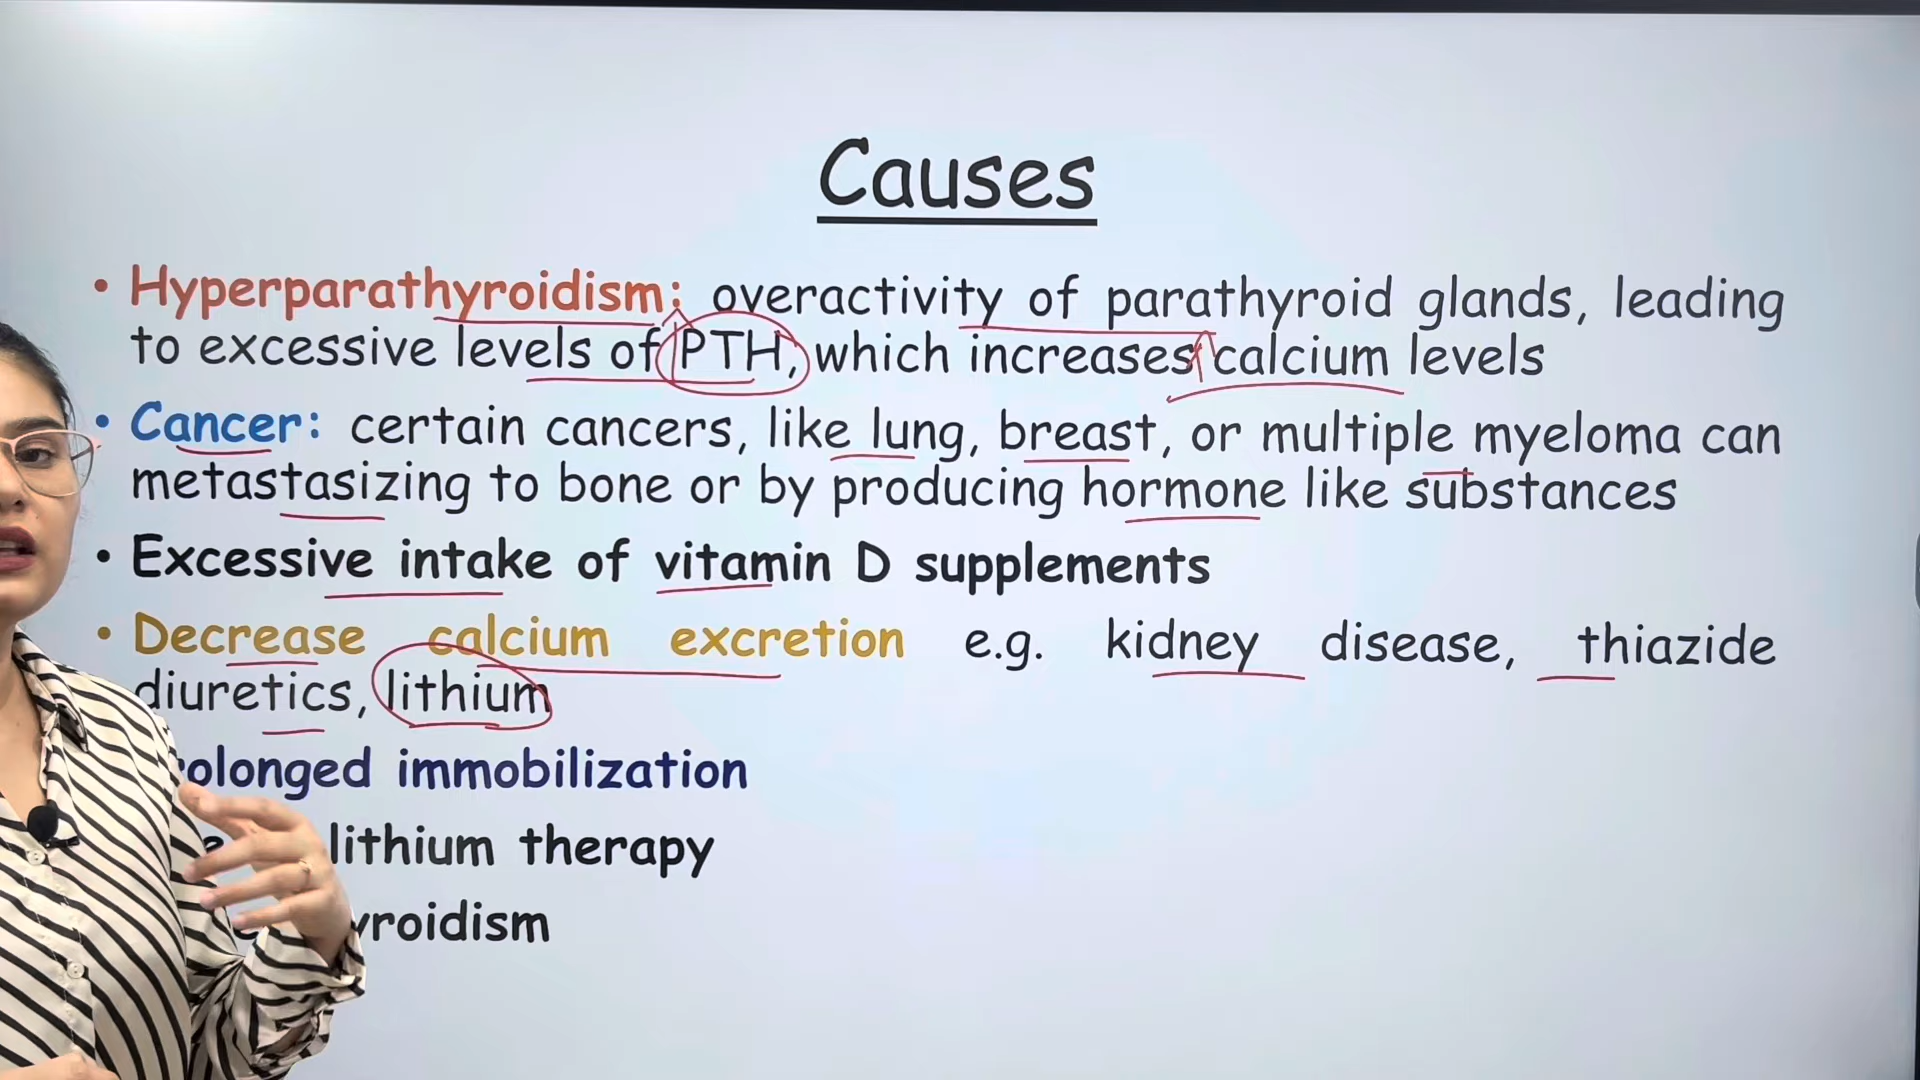 Causes
• Hyperparathyroidism: overactivity of parathyroid glands, leading
to excessive levels of PTH, which increases calcium levels
• Cancer: certain cancers, like lung, breast, or multiple myeloma can
metastasizing to bone or by producing hormone like substances
• Excessive intake of vitamin D supplements
• Decrease calcium excretion e.g. kidney disease, thiazide
diuretics, lithium
rolonged immobilization
lithium therapy
yroidism